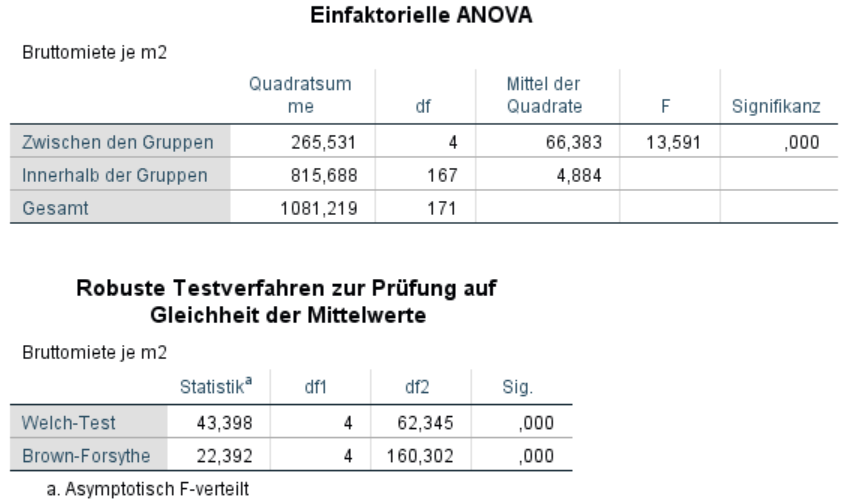 Einfaktorielle ANOVA
Bruttomiete je m2
Quadratsum
me df Mittel der
Quadrate F Signifikanz
Zwischen den Gruppen 265,531 4 66,383 13,591 ,000
Innerhalb der Gruppen 815,688 167 4,884
Gesamt 1081,219 171
Robuste Testverfahren zur Prüfung auf
Gleichheit der Mittelwerte
Bruttomiete je m2
Statistikᵃ df1 df2 Sig.
Welch-Test 43,398 4 62,345 ,000
Brown-Forsythe 22,392 4 160,302 ,000
a. Asymptotisch F-verteilt